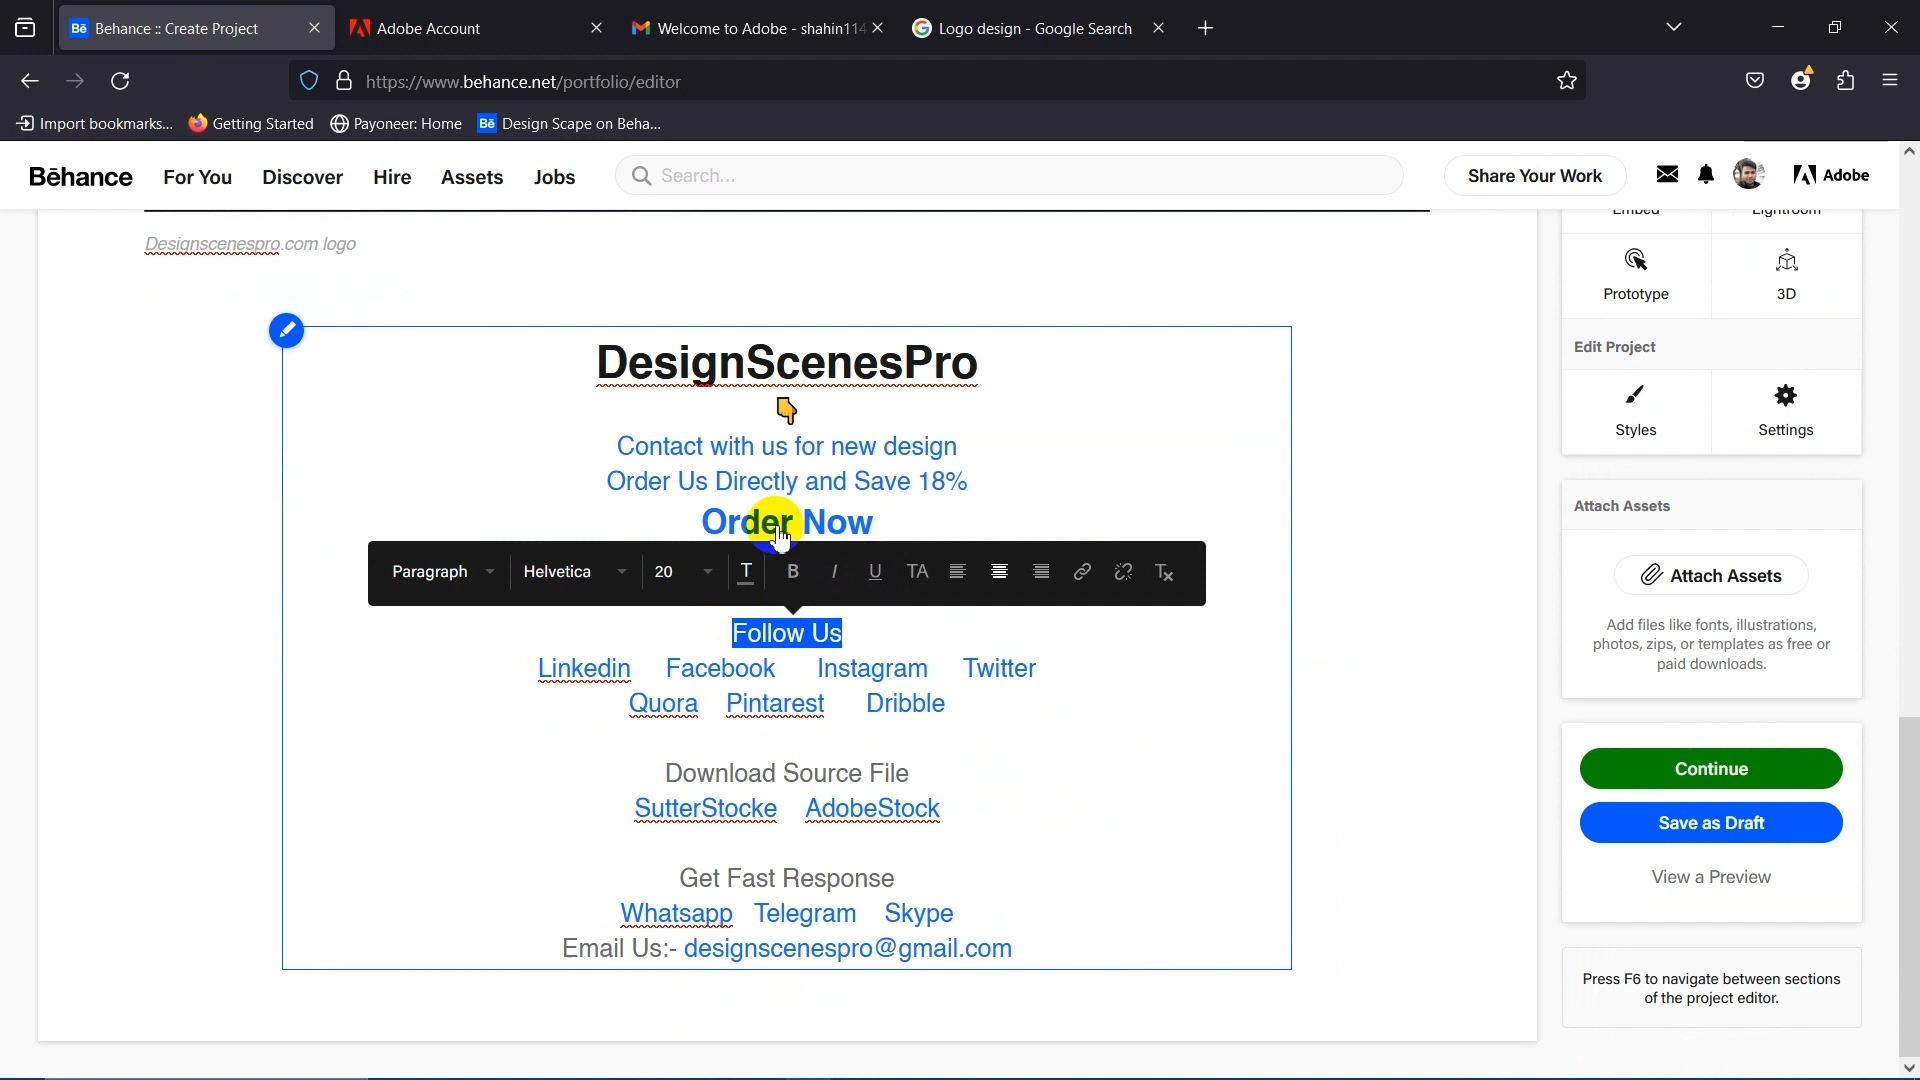 Behance :: Create Project
Adobe Account
Welcome to Adobe - shahin114
Logo design - Google Search
https://www.behance.net/portfolio/editor
Import bookmarks...
Getting Started
Payoneer: Home
Bē Design Scape on Beha...
Bēhance
For You
Discover
Hire
Assets
Jobs
Search...
Share Your Work
Adobe
Embed
Lightroom
Designscenespro.com logo
Prototype
3D
Edit Project
Styles
Settings
DesignScenesPro
Contact with us for new design
Order Us Directly and Save 18%
Order Now
Paragraph
Helvetica
20
T
B
I
U
TA
Follow Us
Linkedin Facebook Instagram Twitter
Quora Pintarest Dribble
Download Source File
SutterStocke AdobeStock
Get Fast Response
Whatsapp Telegram Skype
Email Us:- designscenespro@gmail.com
Attach Assets
Attach Assets
Add files like fonts, illustrations,
photos, zips, or templates as free or
paid downloads.
Continue
Save as Draft
View a Preview
Press F6 to navigate between sections
of the project editor.